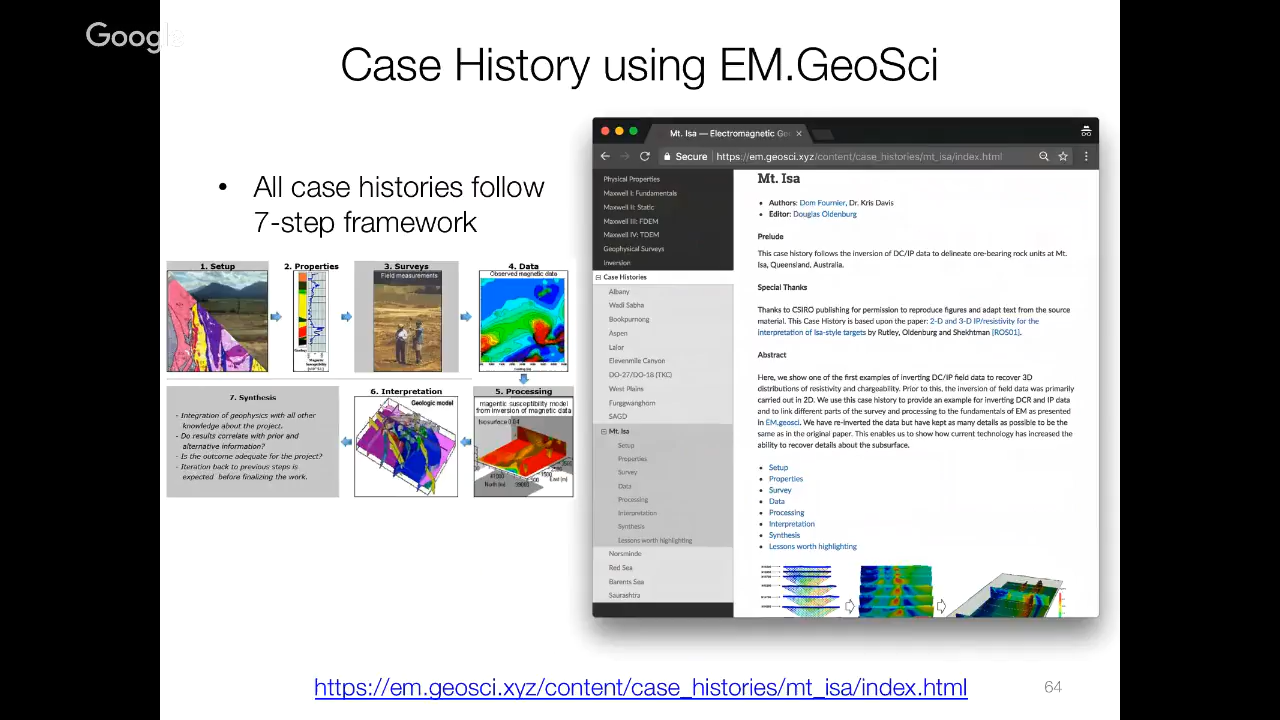 Google
Case History using EM.GeoSci
• All case histories follow
7-step framework
1. Setup
2. Properties
3. Surveys
Field measurements
4. Data
Observed magnetic data
5. Processing
magentic susceptibility model
from inversion of magnetic data
Isosurface 0.04
North (m)
East (m)
6. Interpretation
Geologic model
7. Synthesis
- Integration of geophysics with all other
knowledge about the project.
- Do results correlate with prior and
alternative information?
- Is the outcome adequate for the project?
- Iteration back to previous steps is
expected before finalizing the work.
Mt. Isa — Electromagnetic Ge
Secure
https://em.geosci.xyz/content/case_histories/mt_isa/index.html
Physical Properties
Maxwell I: Fundamentals
Maxwell II: Static
Maxwell III: FDEM
Maxwell IV: TDEM
Geophysical Surveys
Inversion
Case Histories
Albany
Wadi Sahba
Bookpurnong
Aspen
Lalor
Elevenmile Canyon
DO-27/DO-18 (TKC)
West Plains
Furggwanghorn
SAGD
Mt. Isa
Setup
Properties
Survey
Data
Processing
Interpretation
Synthesis
Lessons worth highlighting
Norsminde
Red Sea
Barents Sea
Saurashtra
Mt. Isa
• Authors: Dom Fournier, Dr. Kris Davis
• Editor: Douglas Oldenburg
Prelude
This case history follows the inversion of DC/IP data to delineate ore-bearing rock units at Mt.
Isa, Queensland, Australia.
Special Thanks
Thanks to CSIRO publishing for permission to reproduce figures and adapt text from the source
material. This Case History is based upon the paper: 2-D and 3-D IP/resistivity for the
interpretation of Isa-style targets by Rutley, Oldenburg and Shekhtman [ROS01].
Abstract
Here, we show one of the first examples of inverting DC/IP field data to recover 3D
distributions of resistivity and chargeability. Prior to this, the inversion of field data was primarily
carried out in 2D. We use this case history to provide an example for inverting DCR and IP data
and to link different parts of the survey and processing to the fundamentals of EM as presented
in EM.geosci. We have re-inverted the data but have kept as many details as possible to be the
same as in the original paper. This enables us to show how current technology has increased the
ability to recover details about the subsurface.
• Setup
• Properties
• Survey
• Data
• Processing
• Interpretation
• Synthesis
• Lessons worth highlighting
https://em.geosci.xyz/content/case_histories/mt_isa/index.html
64